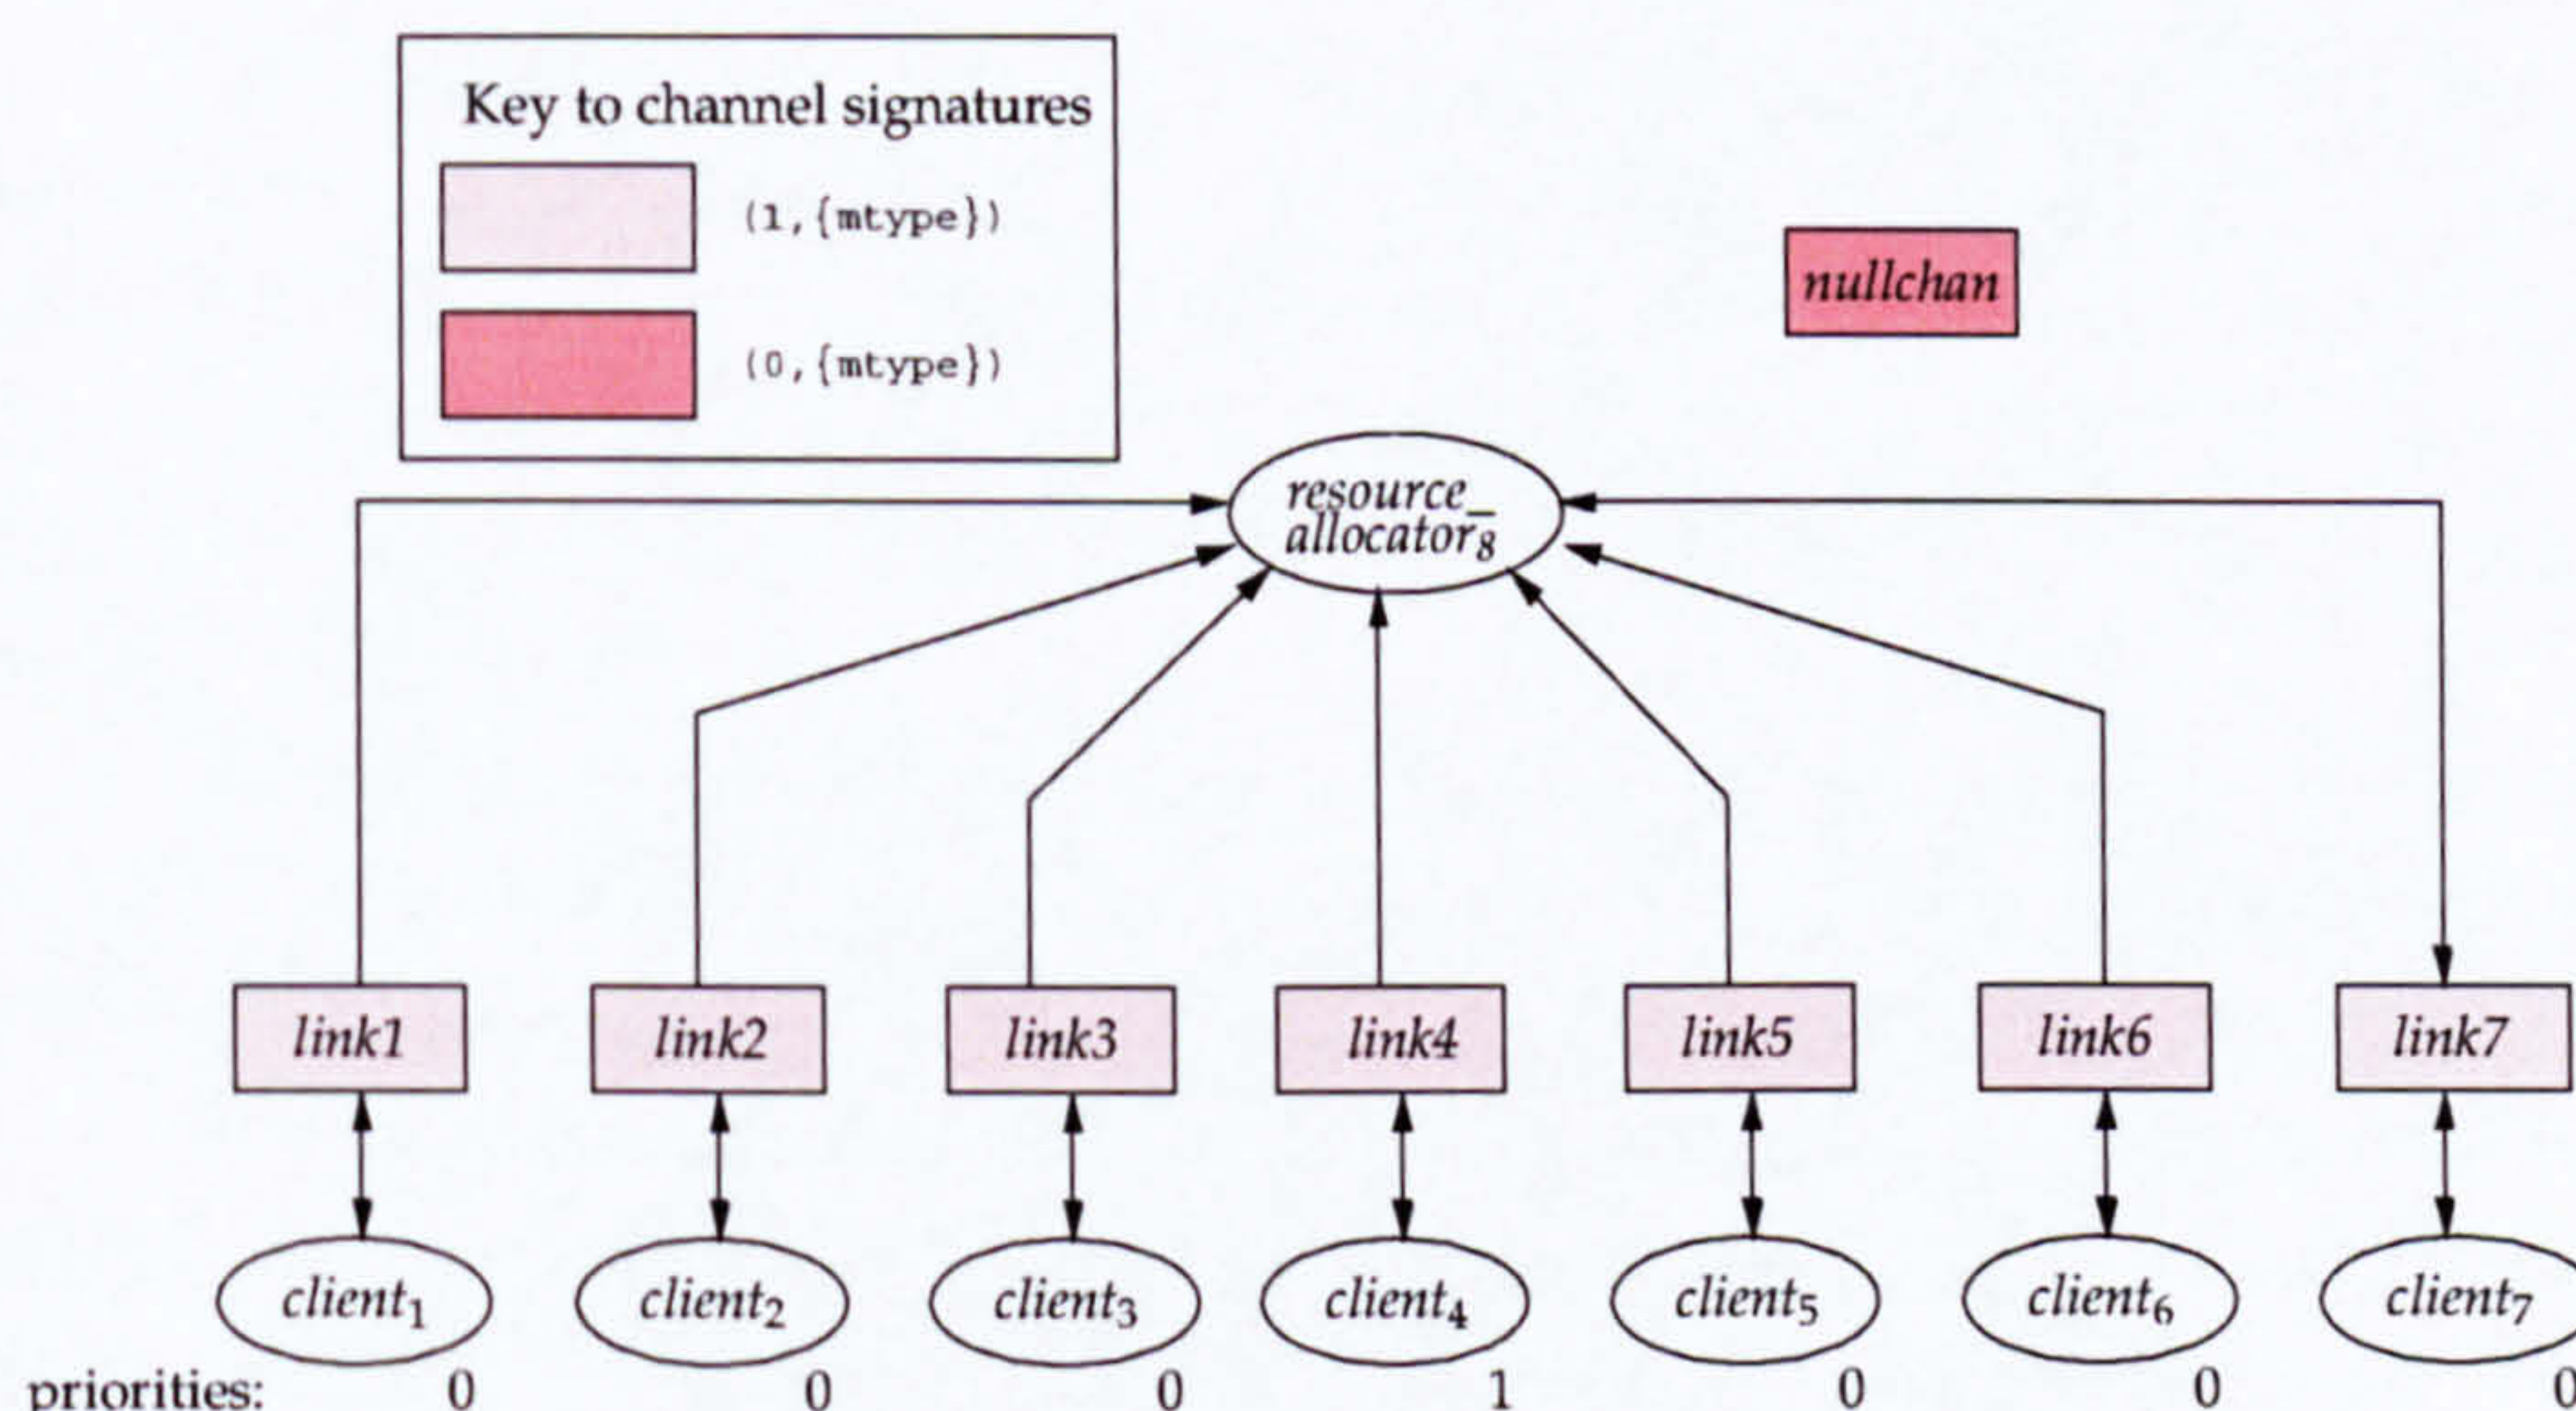 Key to channel signatures
(1,{mtype})
(0,{mtype})
nullchan
resource_
allocator8
link1 link2 link3 link4 link5 link6 link7
client1 client2 client3 client4 client5 client6 client7
priorities: 0 0 0 1 0 0 0